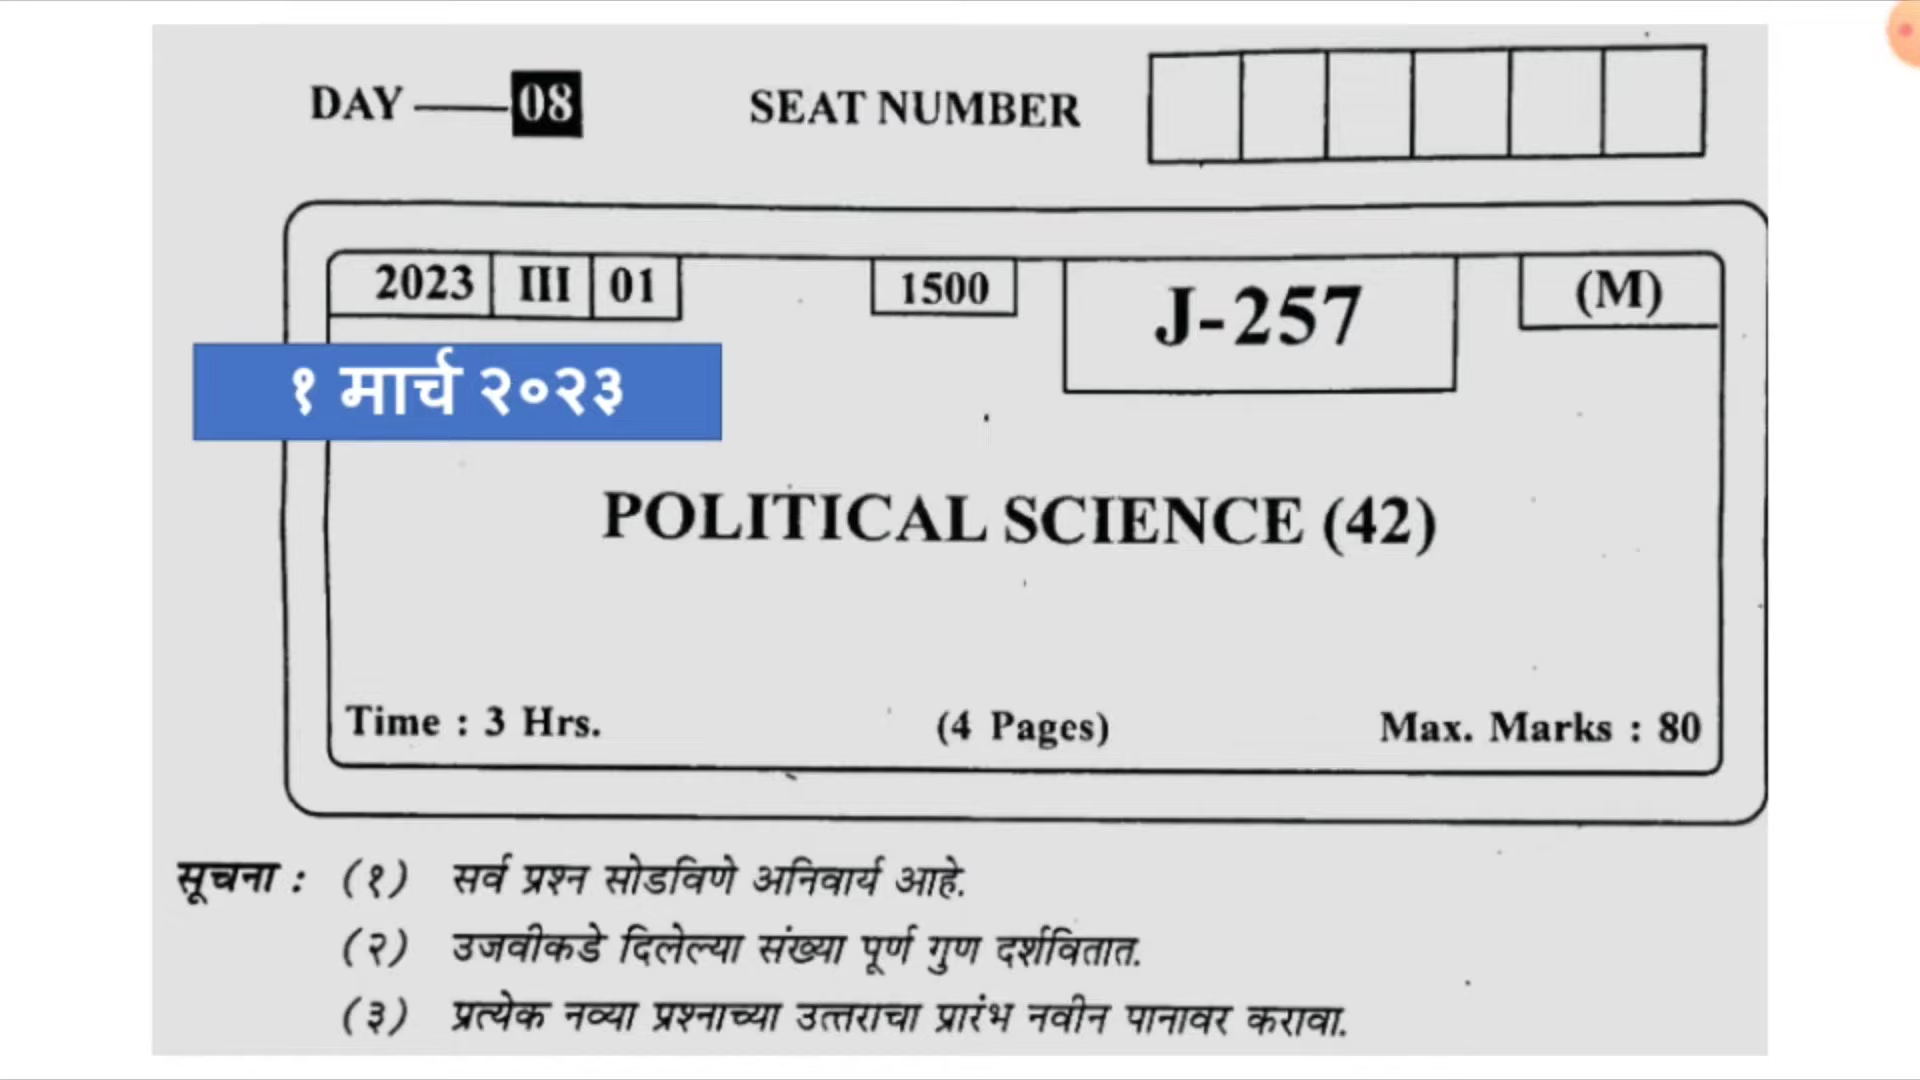 DAY — 08 SEAT NUMBER
2023 III 01 1500 J-257 (M)
१ मार्च २०२३
POLITICAL SCIENCE (42)
Time : 3 Hrs. (4 Pages) Max. Marks : 80
सूचना : (१) सर्व प्रश्न सोडविणे अनिवार्य आहे.
(२) उजवीकडे दिलेल्या संख्या पूर्ण गुण दर्शवितात.
(३) प्रत्येक नव्या प्रश्नाच्या उत्तराचा प्रारंभ नवीन पानावर करावा.